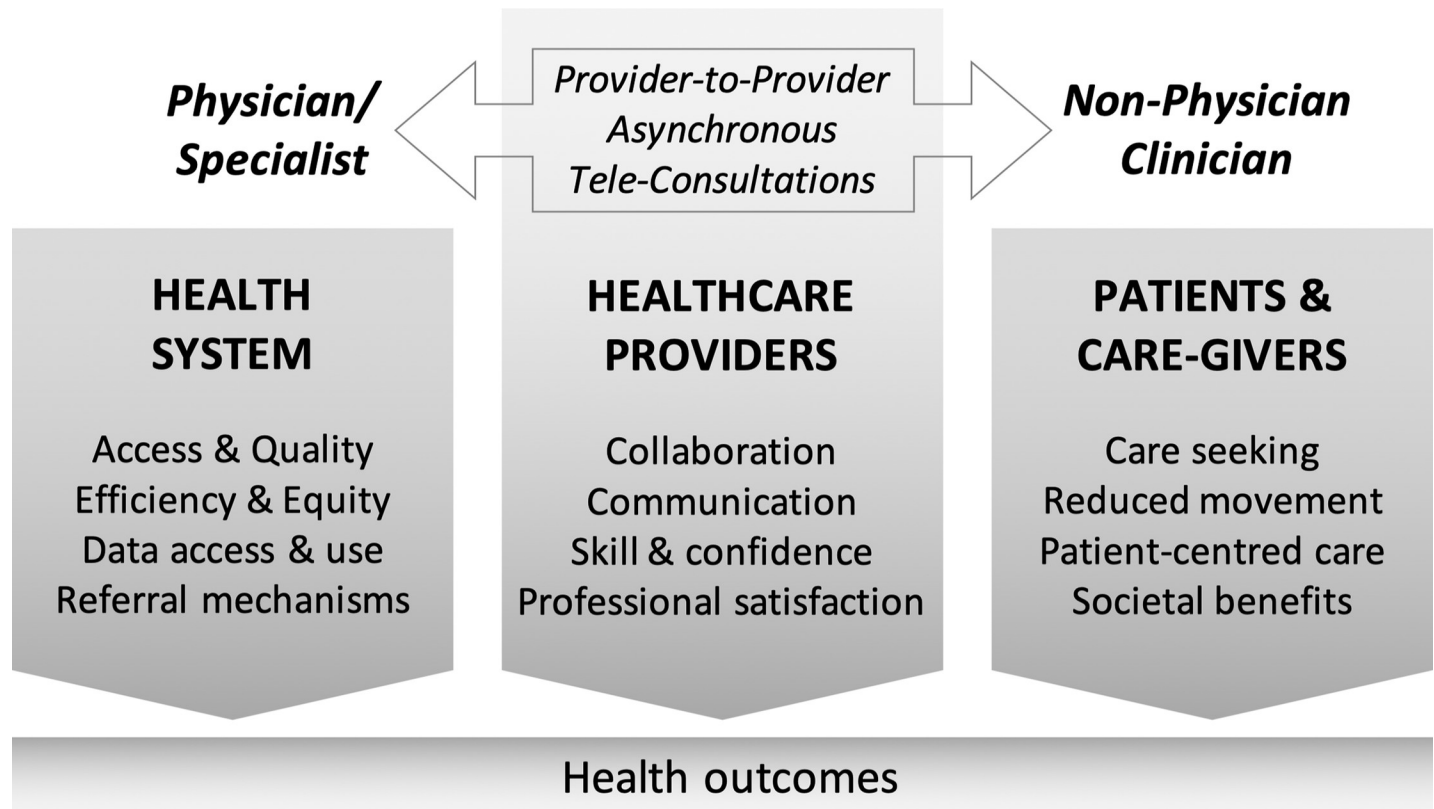 Physician/
Specialist
Provider-to-Provider
Asynchronous
Tele-Consultations
Non-Physician
Clinician
HEALTH
SYSTEM
Access & Quality
Efficiency & Equity
Data access & use
Referral mechanisms
HEALTHCARE
PROVIDERS
Collaboration
Communication
Skill & confidence
Professional satisfaction
PATIENTS &
CARE-GIVERS
Care seeking
Reduced movement
Patient-centred care
Societal benefits
Health outcomes